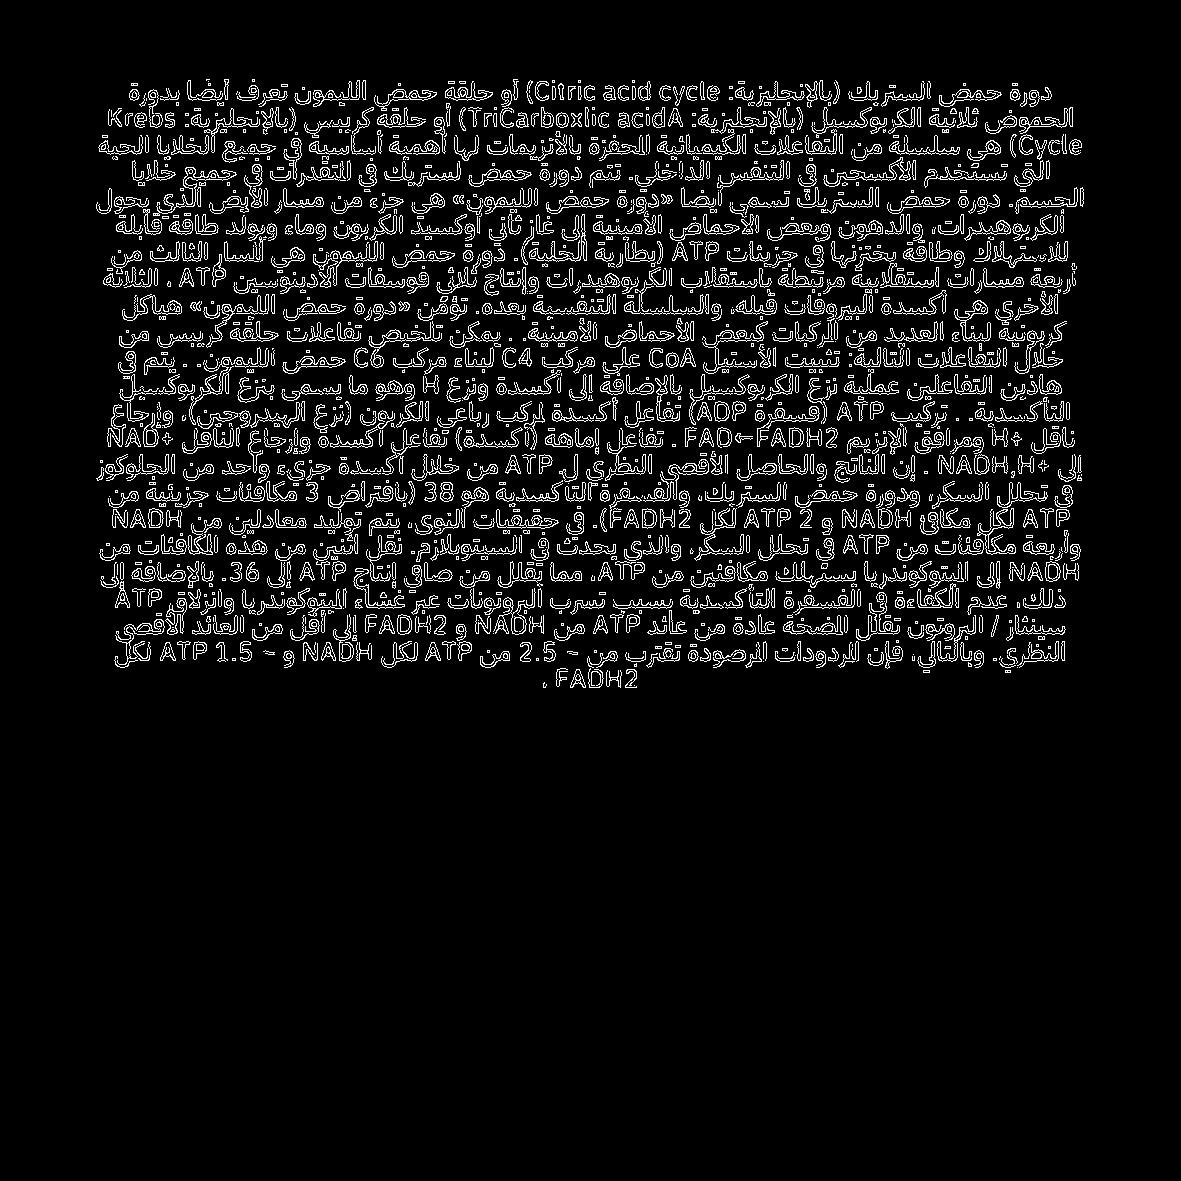 دورة حمض الستريك (بالإنجليزية: Citric acid cycle) أو حلقة حمض الليمون تعرف أيضًا بدورة
الحموض ثلاثية الكربوكسيل (بالإنجليزية: TriCarboxlic acidA) أو حلقة كريبس (بالإنجليزية: Krebs
Cycle) هي سلسلة من التفاعلات الكيميائية المحفزة بالأنزيمات لها أهمية أساسية في جميع الخلايا الحية
التي تستخدم الأكسجين في التنفس الداخلي. تتم دورة حمض لستريك في المتقدرات في جميع خلايا
الجسم. دورة حمض الستريك تسمى أيضا «دورة حمض الليمون» هي جزء من مسار الأيض الذي يحول
الكربوهيدرات، والدهون وبعض الأحماض الأمينية إلى غاز ثاني أوكسيد الكربون وماء ويولد طاقة قابلة
للاستهلاك وطاقة يختزنها في جزيئات ATP (بطارية الخلية). دورة حمض الليمون هي المسار الثالث من
أربعة مسارات استقلابية مرتبطة باستقلاب الكربوهيدرات وإنتاج ثلاثي فوسفات الأدينوسين ATP ، الثلاثة
الأخرى هي أكسدة البيروفات قبله، والسلسلة التنفسية بعده. تؤمّن «دورة حمض الليمون» هياكل
كربونية لبناء العديد من المركبات كبعض الأحماض الأمينية. . يمكن تلخيص تفاعلات حلقة كريبس من
خلال التفاعلات التالية: تثبيت الأستيل CoA على مركب C4 لبناء مركب C6 حمض الليمون. . يتم في
هاذين التفاعلين عملية نزع الكربوكسيل بالإضافة إلى أكسدة ونزع H وهو ما يسمى بنزع الكربوكسيل
التأكسدية. . تركيب ATP (فسفرة ADP) تفاعل أكسدة لمركب رباعي الكربون (نزع الهيدروجين)، وإرجاع
ناقل +H ومرافق الإنزيم FAD←FADH2 . تفاعل إماهة (أكسدة) تفاعل أكسدة وإرجاع الناقل +NAD
إلى +NADH,H . إن الناتج والحاصل الأقصى النظري ل ATP من خلال أكسدة جزيء واحد من الجلوكوز
في تحلل السكر، ودورة حمض الستريك، والفسفرة التأكسدية هو 38 (بافتراض 3 مكافئات جزيئية من
ATP لكل مكافئ NADH و 2 ATP لكل FADH2). في حقيقيات النوى، يتم توليد معادلين من NADH
وأربعة مكافئات من ATP في تحلل السكر، والذي يحدث في السيتوبلازم. نقل اثنين من هذه المكافئات من
NADH إلى الميتوكوندريا يستهلك مكافئين من ATP، مما يقلل من صافي إنتاج ATP إلى 36. بالإضافة إلى
ذلك، عدم الكفاءة في الفسفرة التأكسدية بسبب تسرب البروتونات عبر غشاء الميتوكوندريا وانزلاق ATP
سينثاز / البروتون تقلل المضخة عادة من عائد ATP من NADH و FADH2 إلى أقل من العائد الأقصى
النظري. وبالتالي، فإن المردودات المرصودة تقترب من ~ 2.5 من ATP لكل NADH و ~ 1.5 ATP لكل
FADH2 ،